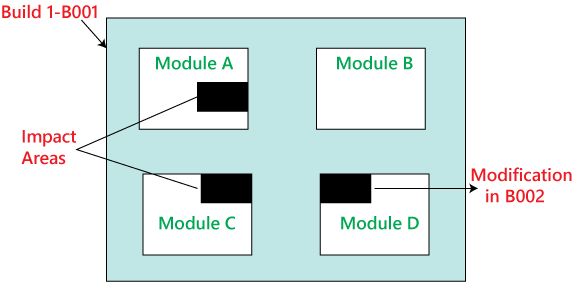 Build 1-B001
Module A
Module B
Impact
Areas
Modification
in B002
Module C
Module D